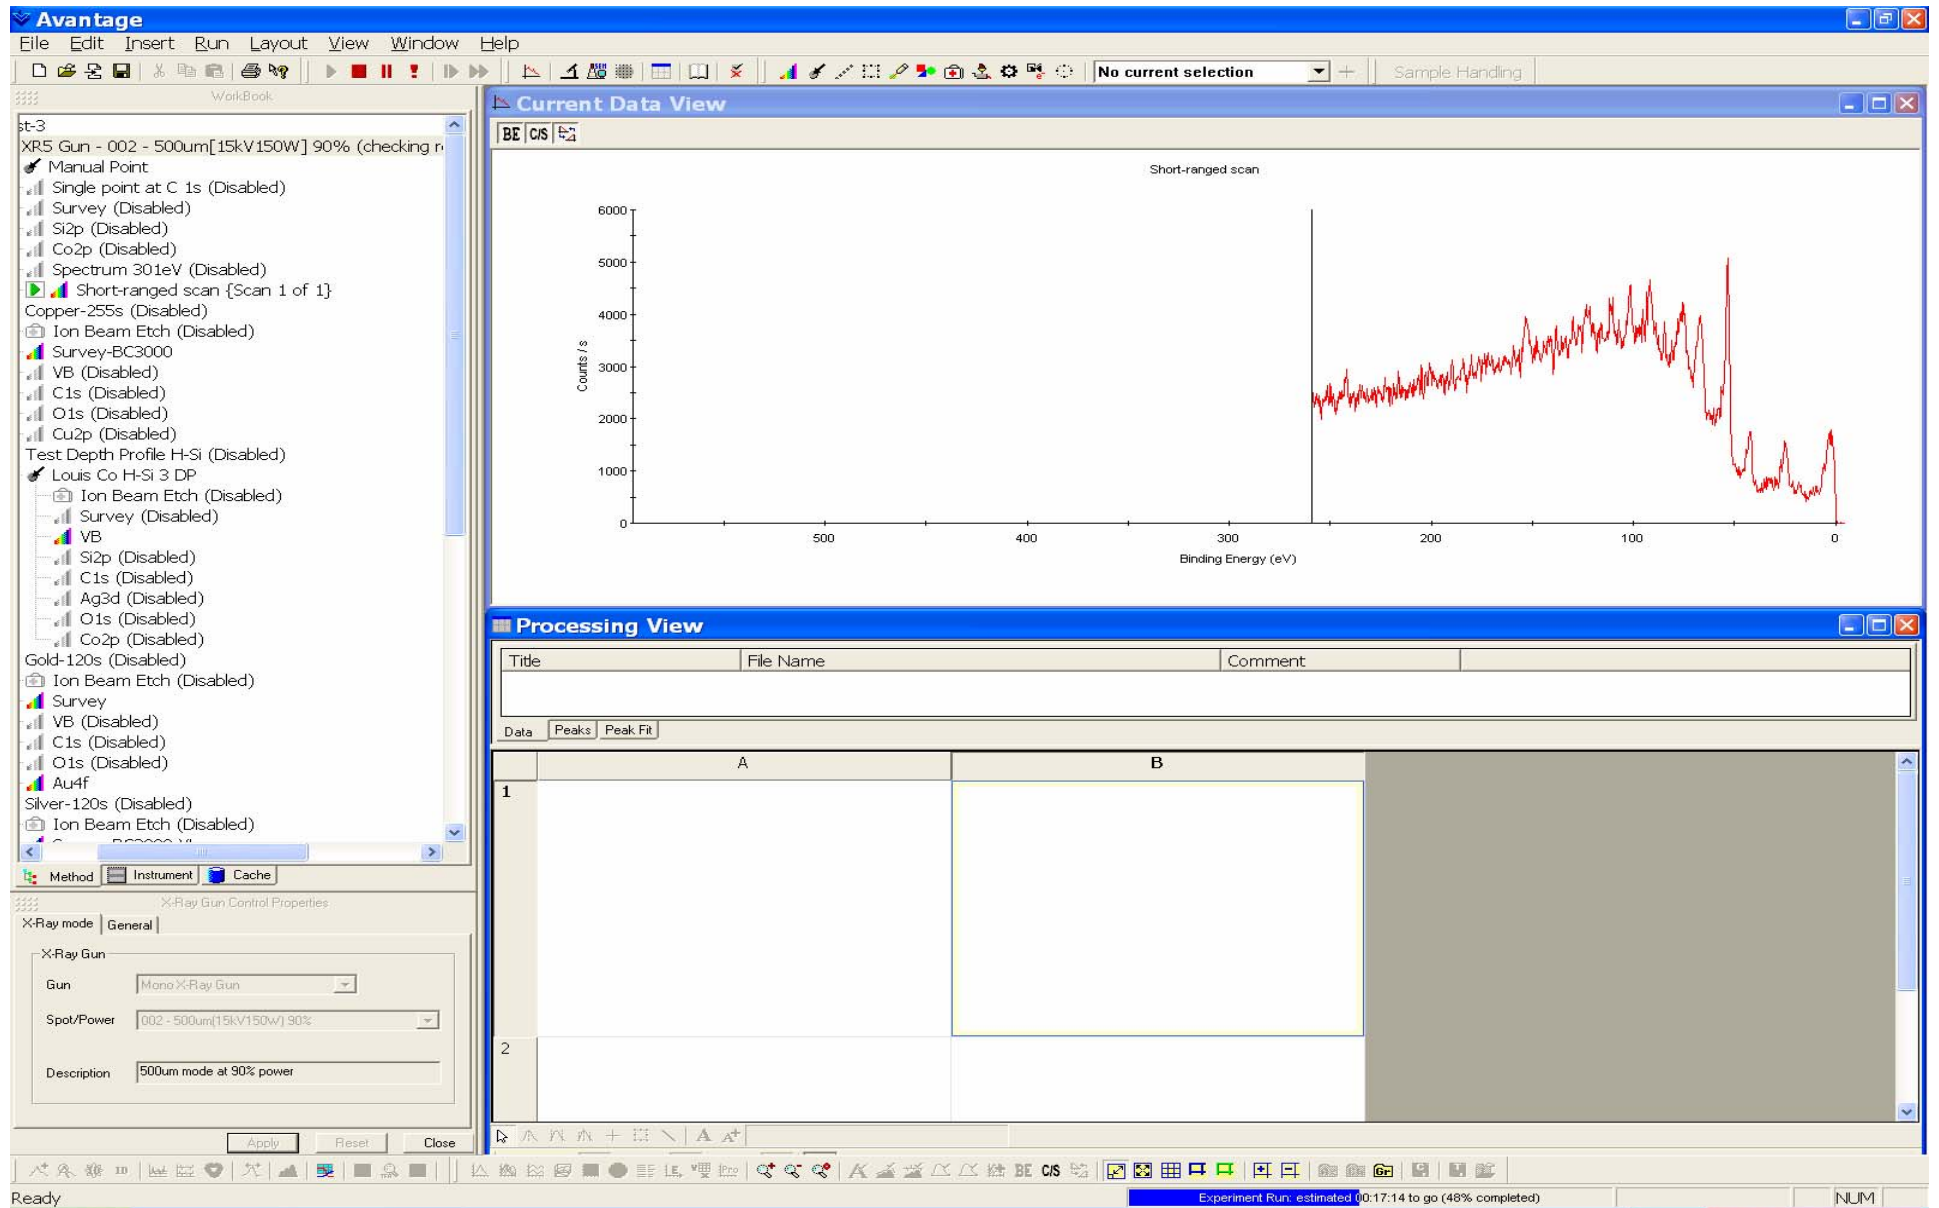 Avantage
File Edit Insert Run Layout View Window Help
No current selection Sample Handling
WorkBook
st-3
XR5 Gun - 002 - 500um[15kV150W] 90% (checking r
Manual Point
Single point at C 1s (Disabled)
Survey (Disabled)
Si2p (Disabled)
Co2p (Disabled)
Spectrum 301eV (Disabled)
Short-ranged scan {Scan 1 of 1}
Copper-255s (Disabled)
Ion Beam Etch (Disabled)
Survey-BC3000
VB (Disabled)
C1s (Disabled)
O1s (Disabled)
Cu2p (Disabled)
Test Depth Profile H-Si (Disabled)
Louis Co H-Si 3 DP
Ion Beam Etch (Disabled)
Survey (Disabled)
VB
Si2p (Disabled)
C1s (Disabled)
Ag3d (Disabled)
O1s (Disabled)
Co2p (Disabled)
Gold-120s (Disabled)
Ion Beam Etch (Disabled)
Survey
VB (Disabled)
C1s (Disabled)
O1s (Disabled)
Au4f
Silver-120s (Disabled)
Ion Beam Etch (Disabled)
Method Instrument Cache
X-Ray Gun Control Properties
X-Ray mode General
X-Ray Gun
Gun Mono X-Ray Gun
Spot/Power 002 - 500um(15kV150W) 90%
Description 500um mode at 90% power
Apply Reset Close
Current Data View
BE C/S
Short-ranged scan
6000
5000
4000
3000
2000
1000
0
Counts / s
500 400 300 200 100 0
Binding Energy (eV)
Processing View
Title File Name Comment
Data Peaks Peak Fit
A B
1
2
A A+
BE C/S
Ready
Experiment Run: estimated 00:17:14 to go (48% completed)
NUM